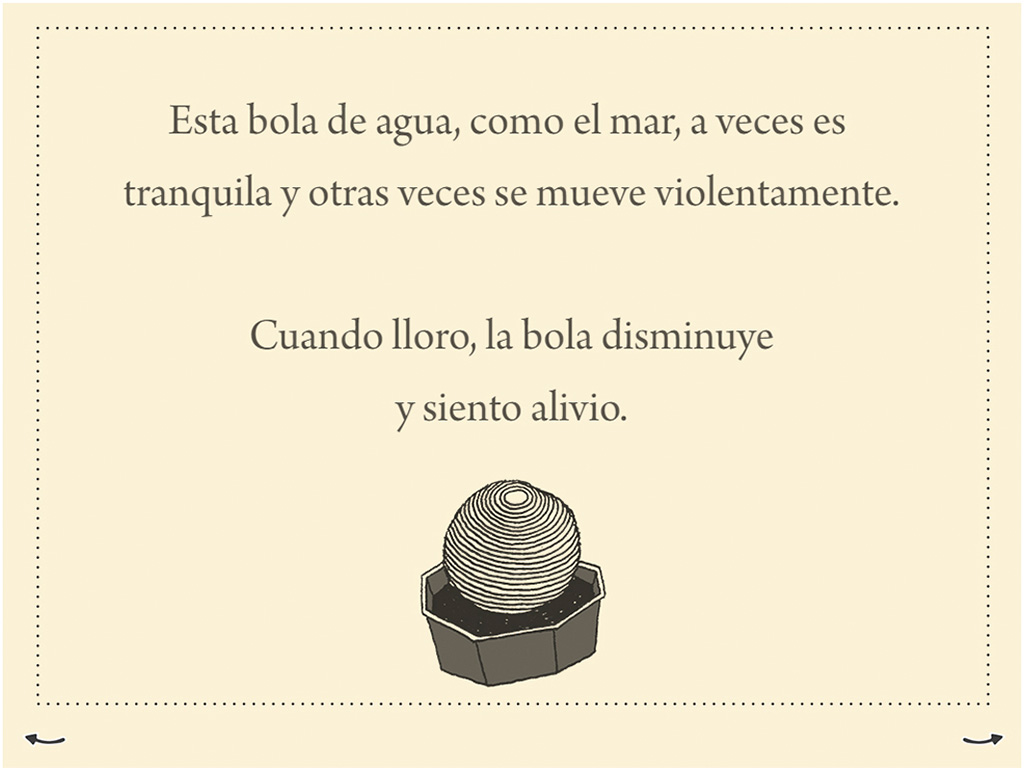 Esta bola de agua, como el mar, a veces es
tranquila y otras veces se mueve violentamente.
Cuando lloro, la bola disminuye
y siento alivio.